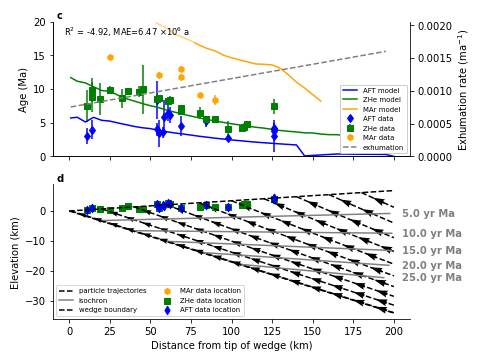 c
R² = -4.92, MAE=6.47 ×10⁶ a
20
15
10
5
0
Age (Ma)
0.0020
0.0015
0.0010
0.0005
0.0000
Exhumation rate (ma⁻¹)
AFT model
ZHe model
MAr model
AFT data
ZHe data
MAr data
exhumation
d
0
−10
−20
−30
Elevation (km)
5.0 yr Ma
10.0 yr Ma
15.0 yr Ma
20.0 yr Ma
25.0 yr Ma
particle trajectories
isochron
wedge boundary
MAr data location
ZHe data location
AFT data location
0 25 50 75 100 125 150 175 200
Distance from tip of wedge (km)